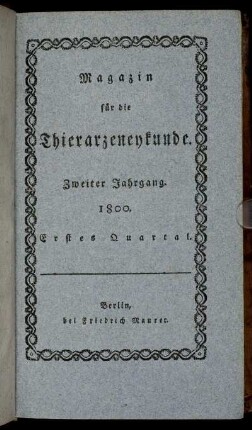 Magazin
für die
Thierarzeneykunde.
Zweiter Jahrgang.
1800.
Erstes Quartal.
Berlin,
bei Friedrich Maurer.